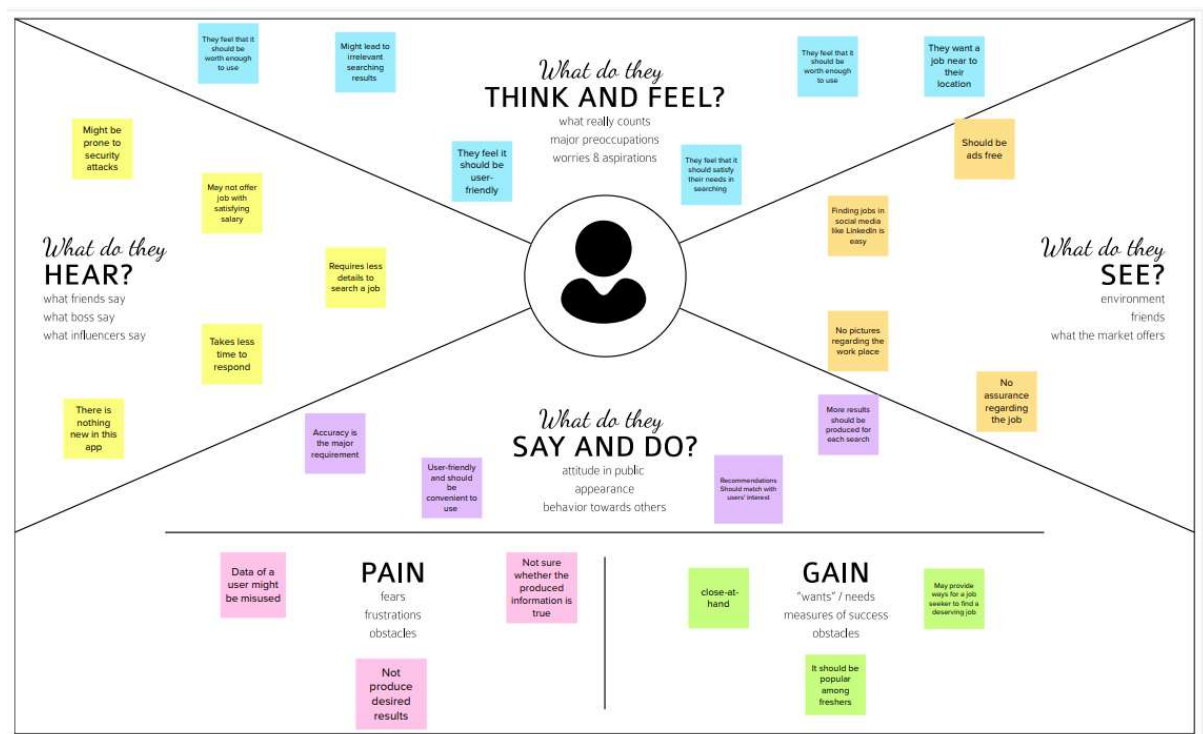 They feel that it
should be
worth enough
to use
Might lead to
irrelevant
searching
results
What do they
THINK AND FEEL?
what really counts
major preoccupations
worries & aspirations
They feel that it
should be
worth enough
to use
They want a
job near to
their
location
They feel it
should be
user-
friendly
They feel that it
should satisfy
their needs in
searching
Might be
prone to
security
attacks
May not offer
job with
satisfying
salary
What do they
HEAR?
what friends say
what boss say
what influencers say
Requires less
details to
search a job
Takes less
time to
respond
There is
nothing
new in this
app
Should be
ads free
Finding jobs in
social media
like LinkedIn is
easy
What do they
SEE?
environment
friends
what the market offers
No pictures
regarding the
work place
No
assurance
regarding
the job
What do they
SAY AND DO?
attitude in public
appearance
behavior towards others
Accuracy is
the major
requirement
User-friendly
and should
be
convenient to
use
More results
should be
produced for
each search
Recommendations
Should match with
users' interest
PAIN
fears
frustrations
obstacles
Data of a
user might
be misused
Not sure
whether the
produced
information is
true
Not
produce
desired
results
GAIN
"wants" / needs
measures of success
obstacles
close-at-
hand
May provide
ways for a job
seeker to find a
deserving job
It should be
popular
among
freshers